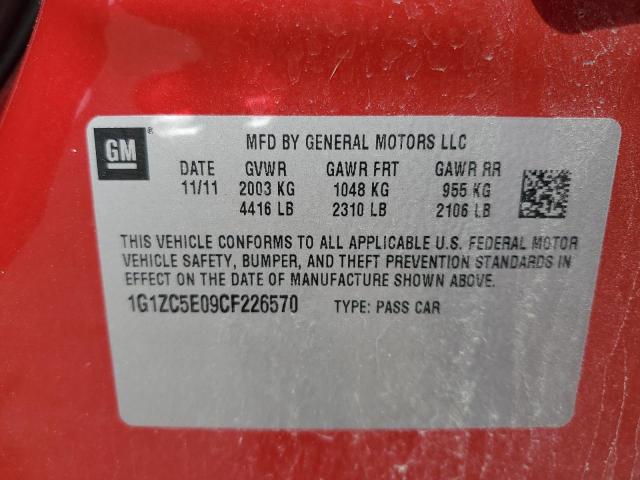 GM ® MFD BY GENERAL MOTORS LLC
DATE GVWR GAWR FRT GAWR RR
11/11 2003 KG 1048 KG 955 KG
4416 LB 2310 LB 2106 LB
THIS VEHICLE CONFORMS TO ALL APPLICABLE U.S. FEDERAL MOTOR
VEHICLE SAFETY, BUMPER, AND THEFT PREVENTION STANDARDS IN
EFFECT ON THE DATE OF MANUFACTURE SHOWN ABOVE.
1G1ZC5E09CF226570 TYPE: PASS CAR